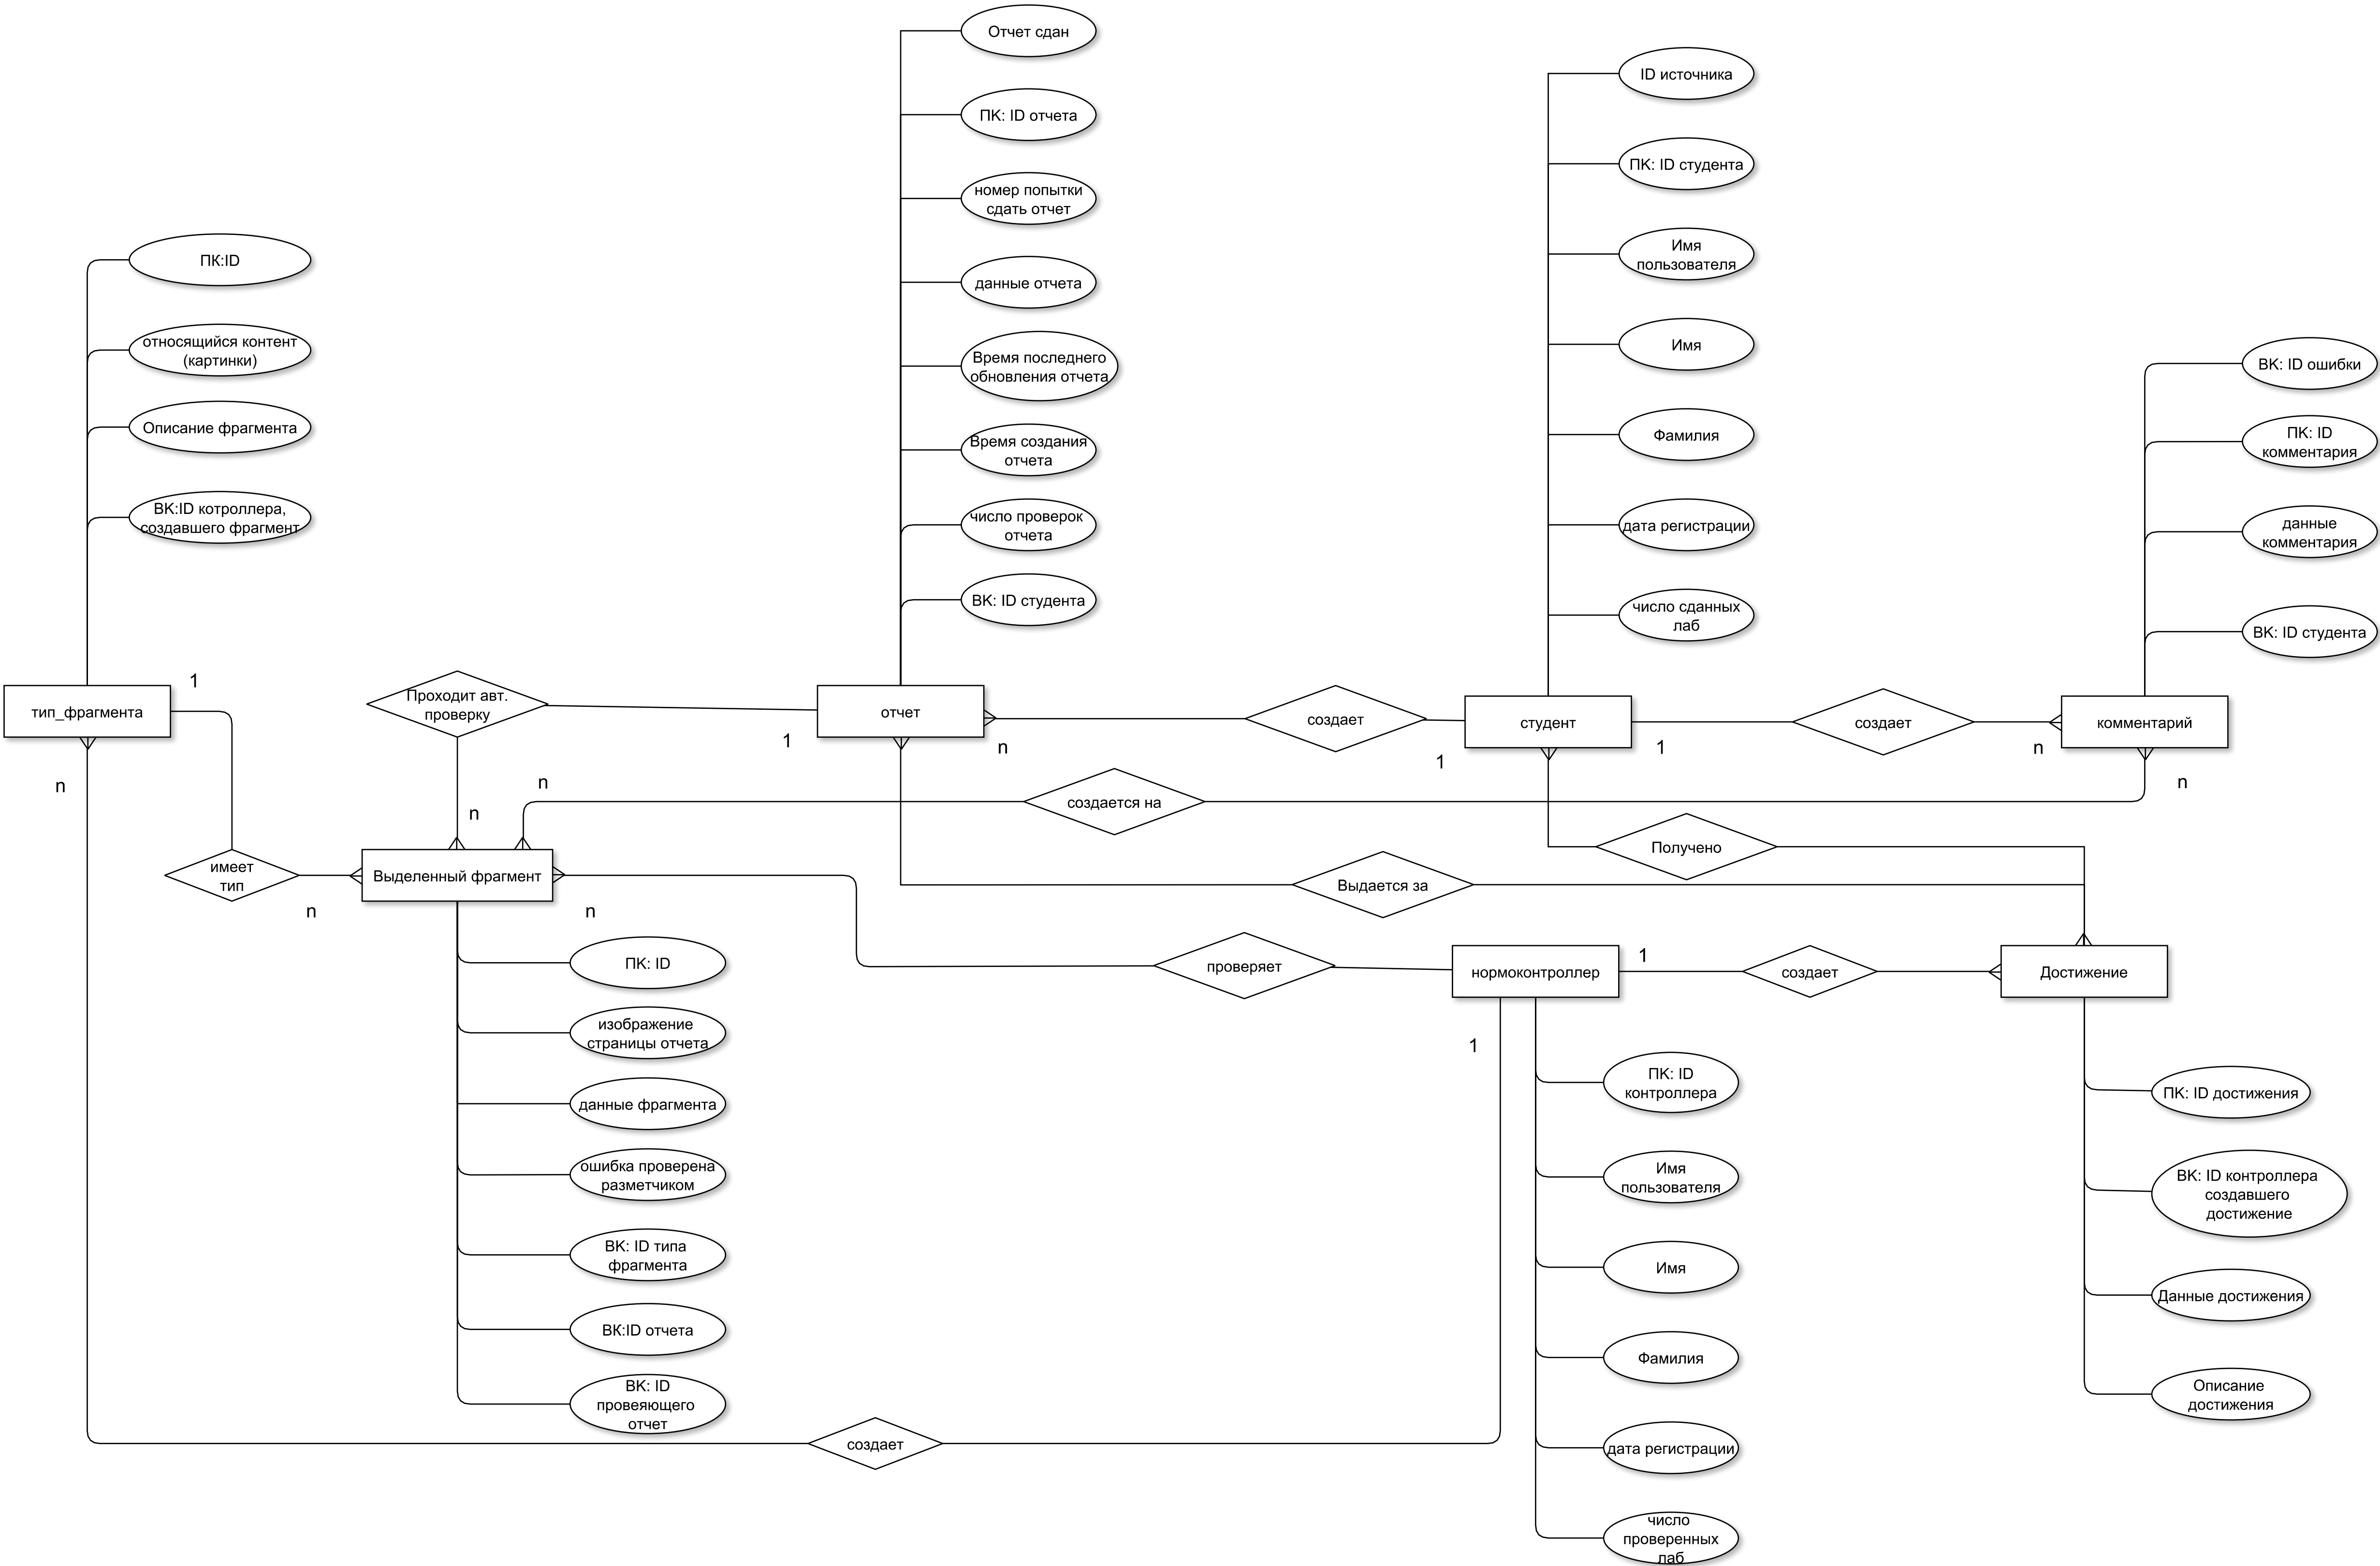 Отчет сдан
ПК: ID отчета
номер попытки
сдать отчет
данные отчета
Время последнего
обновления отчета
Время создания
отчета
число проверок
отчета
ВК: ID студента
ID источника
ПК: ID студента
Имя
пользователя
Имя
Фамилия
дата регистрации
число сданных
лаб
ВК: ID ошибки
ПК: ID
комментария
данные
комментария
ВК: ID студента
ПК:ID
относящийся контент
(картинки)
Описание фрагмента
ВК:ID котроллера,
создавшего фрагмент
1
тип_фрагмента
n
Проходит авт.
проверку
1
отчет
n
создает
1
студент
1
создает
n
комментарий
n
n
n
создается на
Получено
Выдается за
имеет
тип
n
Выделенный фрагмент
n
проверяет
нормоконтроллер
1
создает
Достижение
1
ПК: ID
изображение
страницы отчета
данные фрагмента
ошибка проверена
разметчиком
ВК: ID типа
фрагмента
ВК:ID отчета
ВК: ID
провеяющего
отчет
создает
ПК: ID
контроллера
Имя
пользователя
Имя
Фамилия
дата регистрации
число
проверенных
лаб
ПК: ID достижения
ВК: ID контроллера
создавшего
достижение
Данные достижения
Описание
достижения